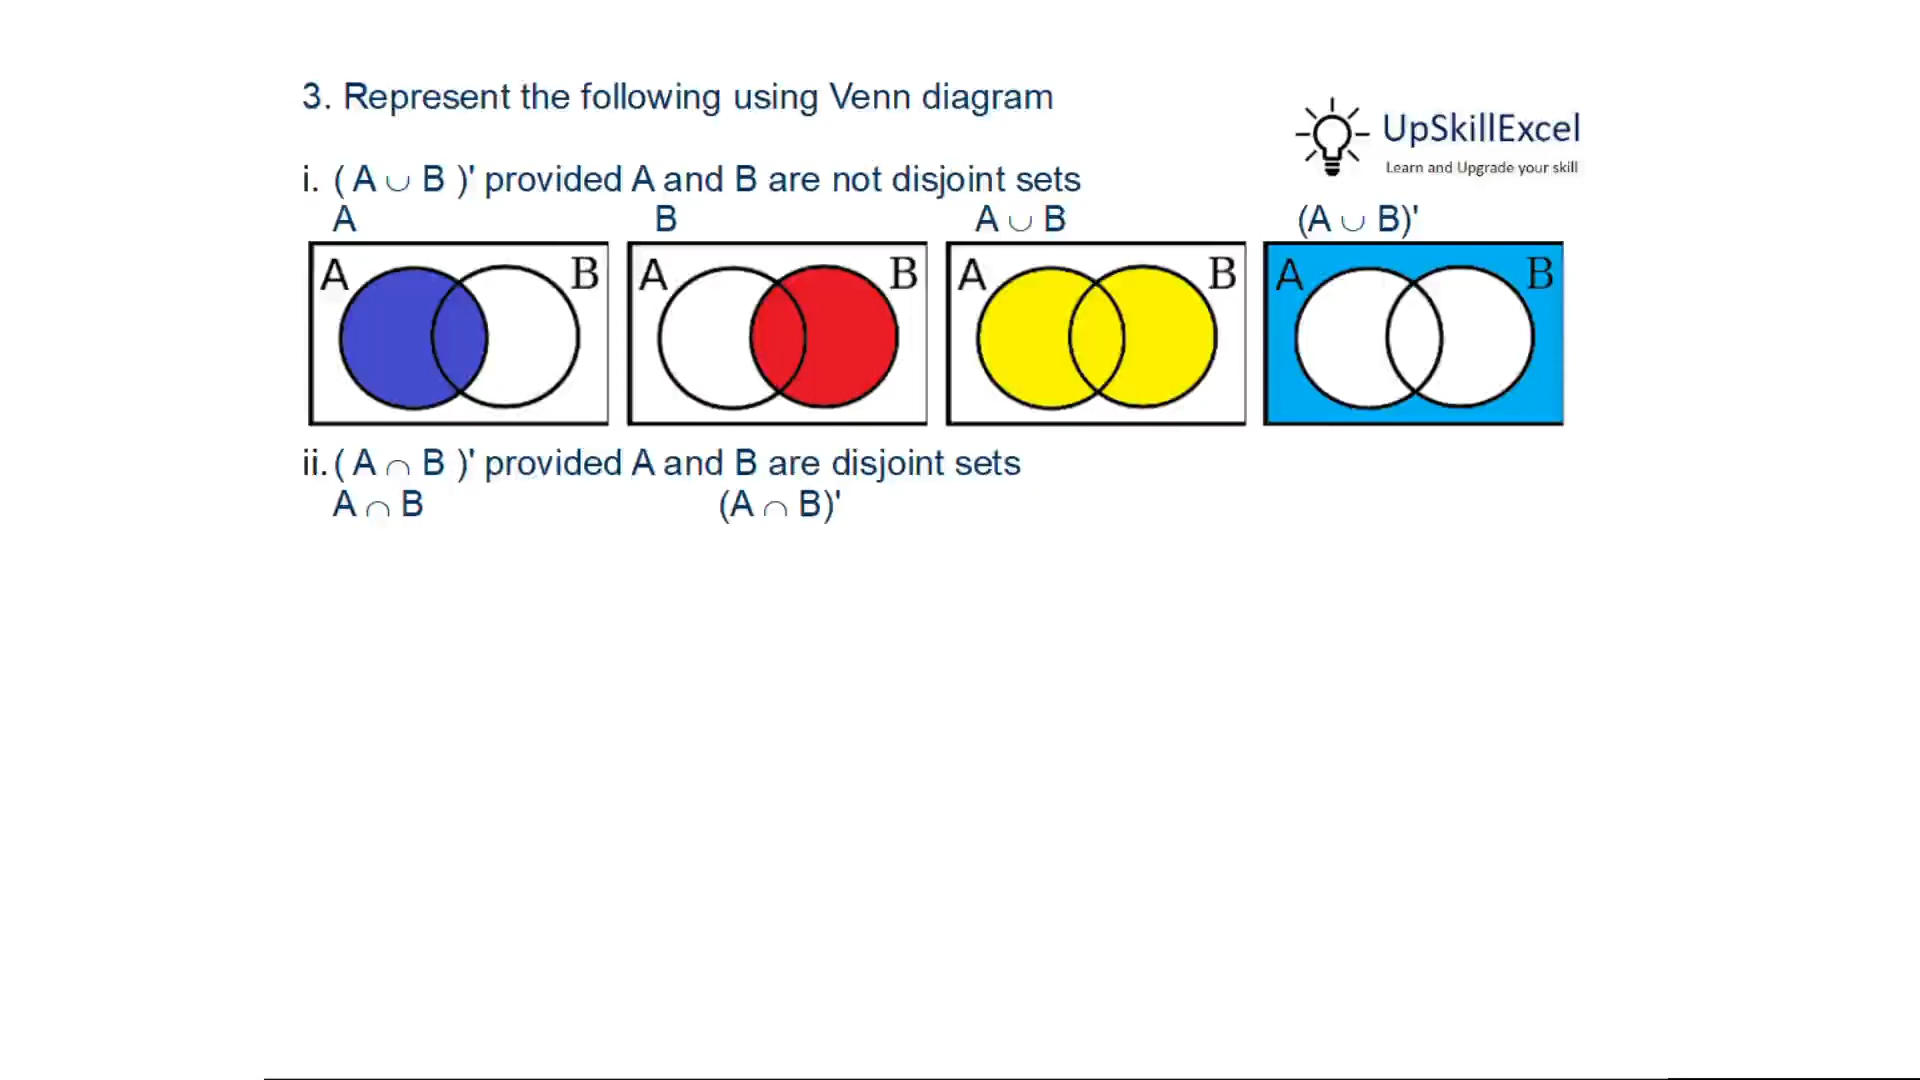 3. Represent the following using Venn diagram
UpSkillExcel
Learn and Upgrade your skill
i. ( A ∪ B )' provided A and B are not disjoint sets
A B A ∪ B (A ∪ B)'
A B A B A B A B
ii. ( A ∩ B )' provided A and B are disjoint sets
A ∩ B (A ∩ B)'